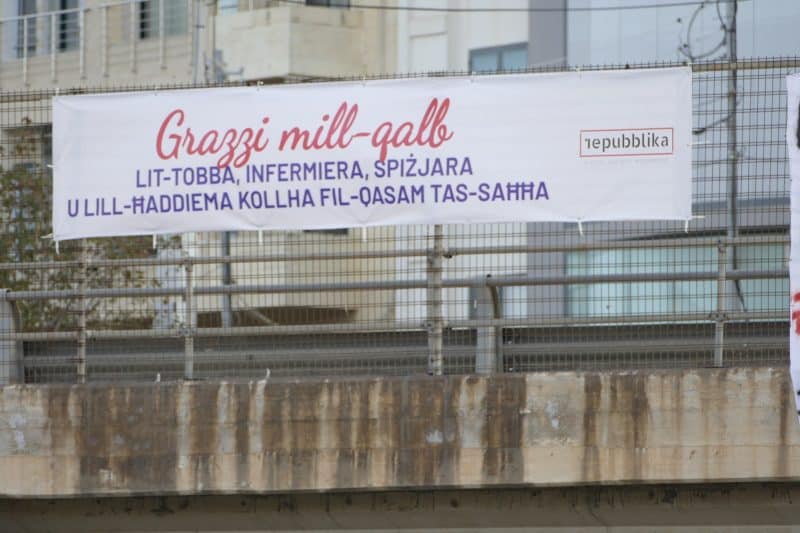 Grazzi mill-qalb
LIT-TOBBA, INFERMIERA, SPIŻJARA
U LILL-ĦADDIEMA KOLLHA FIL-QASAM TAS-SAĦĦA
repubblika